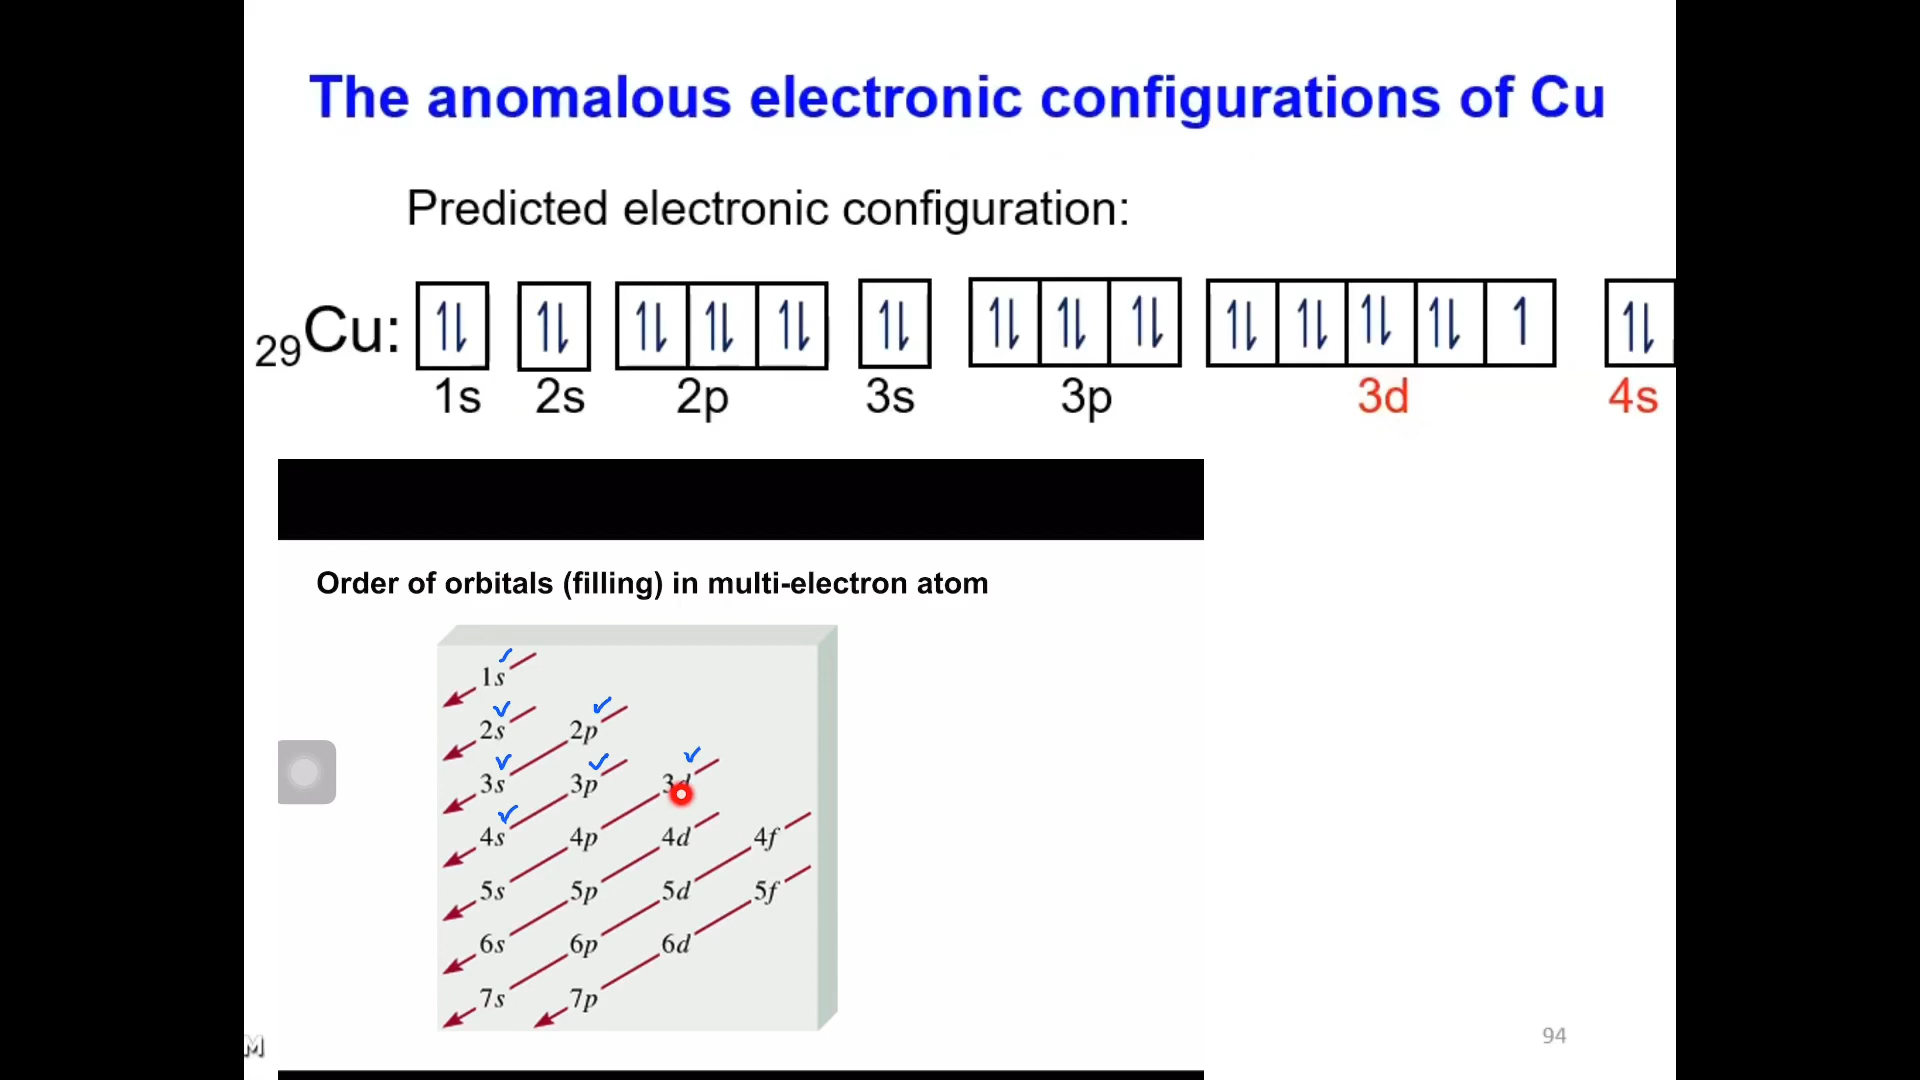 The anomalous electronic configurations of Cu
Predicted electronic configuration:
29Cu: 1↿⇂ ↿⇂ ↿⇂ ↿⇂ ↿⇂ ↿⇂ ↿⇂ ↿⇂ ↿⇂ ↿⇂ ↿⇂ ↿⇂ ↿⇂ 1 ↿⇂
1s 2s 2p 3s 3p 3d 4s
Order of orbitals (filling) in multi-electron atom
1s
2s 2p
3s 3p 3d
4s 4p 4d 4f
5s 5p 5d 5f
6s 6p 6d
7s 7p
94
M